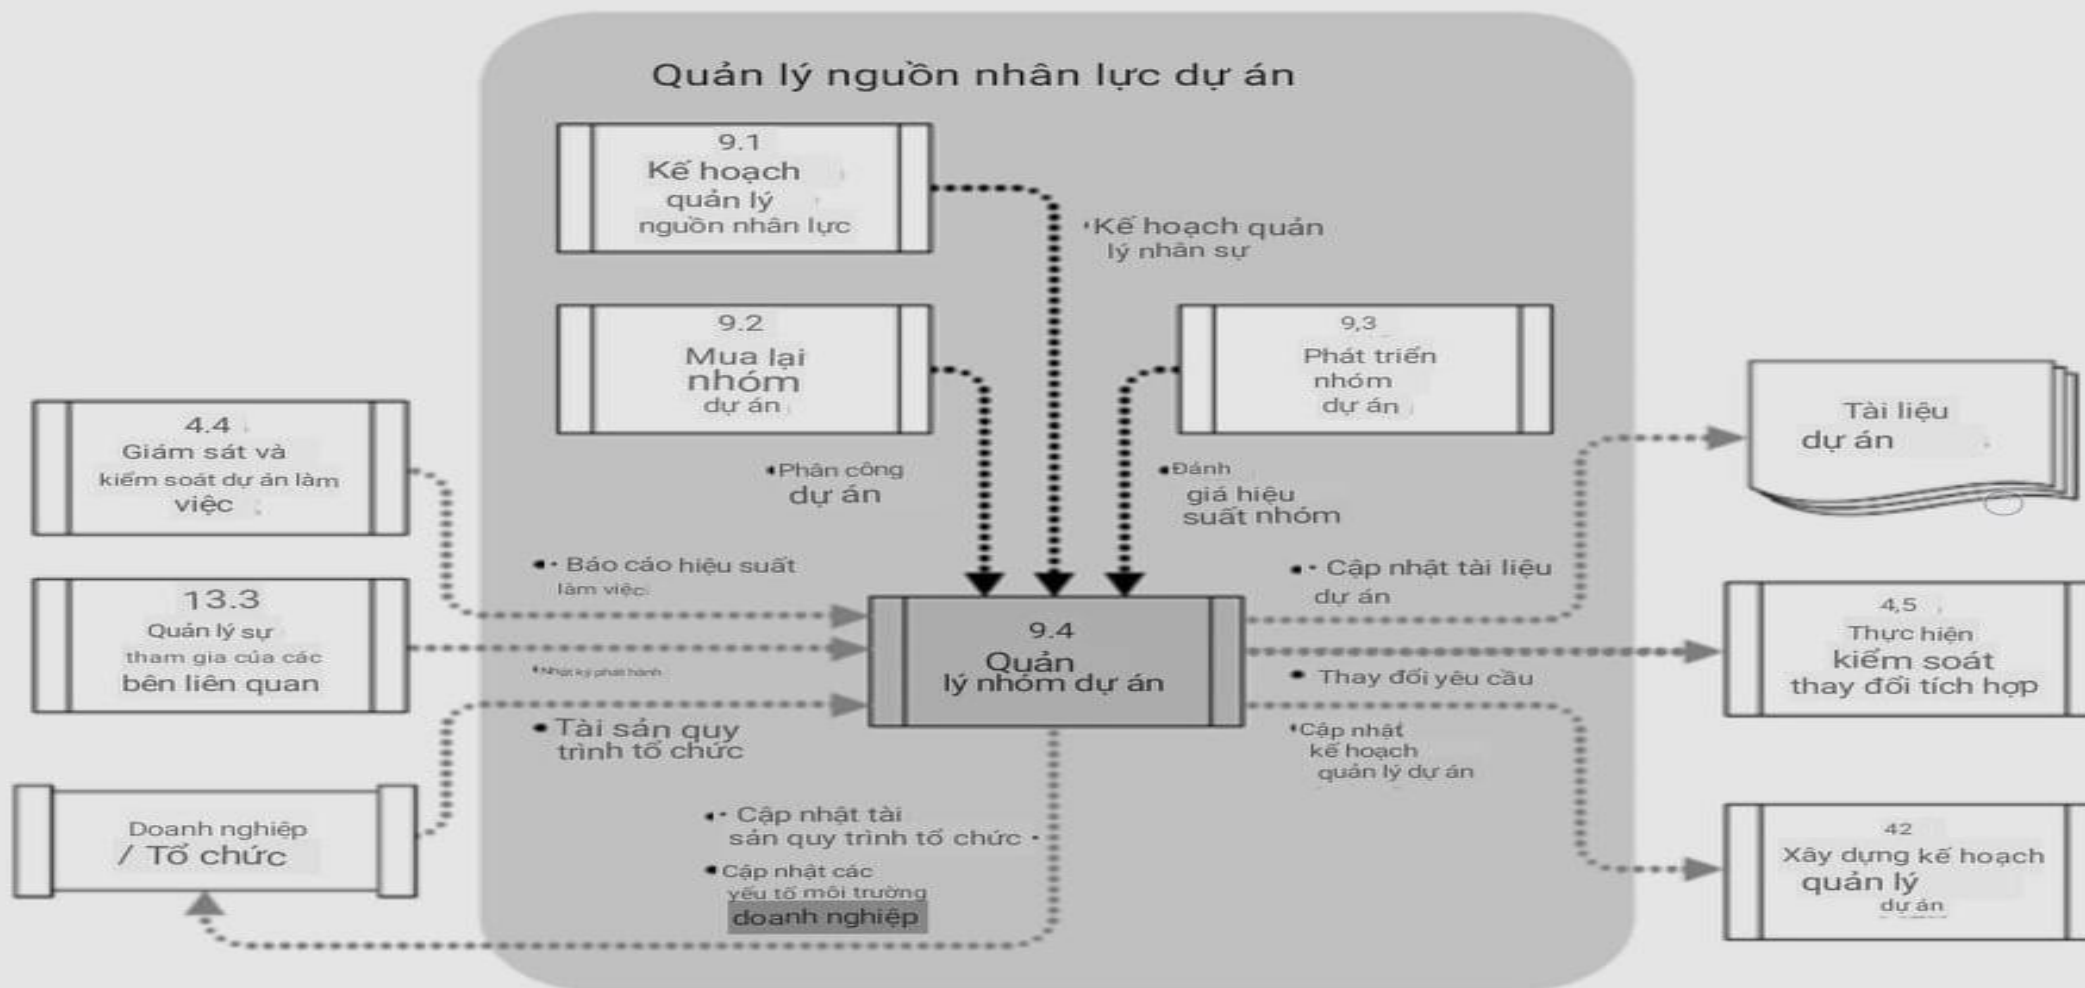 Quản lý nguồn nhân lực dự án
9.1
Kế hoạch
quản lý
nguồn nhân lực
•Kế hoạch quản
lý nhân sự
9.2
Mua lại
nhóm
dự án
9,3
Phát triển
nhóm
dự án
4.4
Giám sát và
kiểm soát dự án làm
việc
Tài liệu
dự án
•Phân công
dự án
•Đánh
giá hiệu
suất nhóm
• Báo cáo hiệu suất
làm việc
• Cập nhật tài liệu
dự án
13.3
Quản lý sự
tham gia của các
bên liên quan
9.4
Quản
lý nhóm dự án
4,5
Thực hiện
kiểm soát
thay đổi tích hợp
•Nhật ký phát hành
• Thay đổi yêu cầu
• Tài sản quy
trình tổ chức
•Cập nhật
kế hoạch
quản lý dự án
Doanh nghiệp
/ Tổ chức
• Cập nhật tài
sản quy trình tổ chức •
•Cập nhật các
yếu tố môi trường
doanh nghiệp
42
Xây dựng kế hoạch
quản lý
dự án